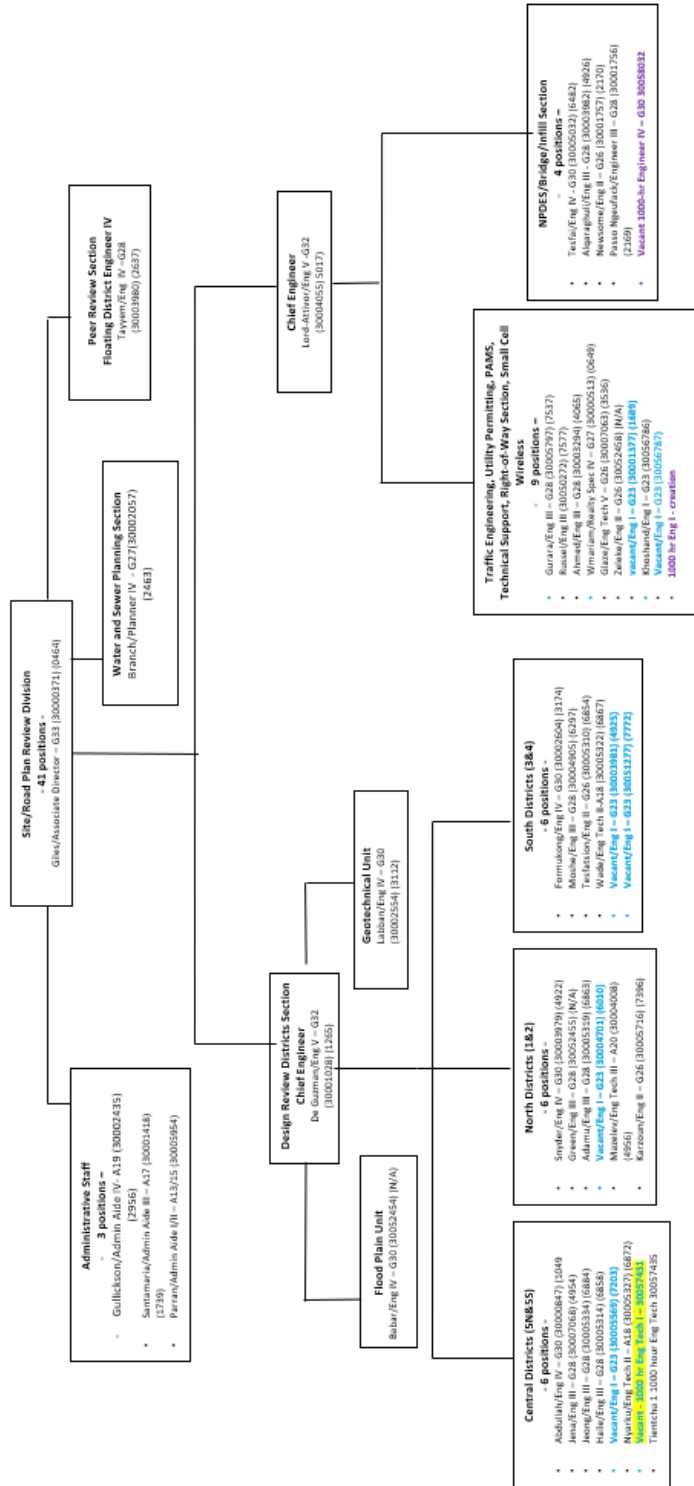 Site/Road Plan Review Division
- 41 positions -
Giles/Associate Director – G33 (30000371) (0464)
Administrative Staff
- 3 positions –
- Gullickson/Admin Aide IV- A19 (30002435)
(2956)
• Santamaria/Admin Aide III – A17 (30001418)
(1739)
• Parran/Admin Aide I/II – A13/15 (30005954)
Water and Sewer Planning Section
Branch/Planner IV - G27(30002057)
(2463)
Peer Review Section
Floating District Engineer IV
Tayyem/Eng IV –G28
(30003980) (2637)
Design Review Districts Section
Chief Engineer
De Guzman/Eng V – G32
(30001028) (1265)
Chief Engineer
Lord-Attivor/Eng V -G32
(30004055) 5017)
Flood Plain Unit
Babar/Eng IV – G30 (30052454) (N/A)
Geotechnical Unit
Labban/Eng IV – G30
(30002554) (3112)
Central Districts (5N&5S)
- 6 positions -
• Abdullah/Eng IV – G30 (30000847) (1049
• Jena/Eng III – G28 (30007068) (4954)
• Jeong/Eng III – G28 (30005334) (6884)
• Haile/Eng III – G28 (30005314) (6858)
• Vacant/Eng I – G23 (30005569) (7203)
• Nyarku/Eng Tech II – A18 (30005327) (6872)
• Vacant - 1000 hr Eng Tech I – 30057431
• Tientchu 1 1000 hour Eng Tech 30057435
North Districts (1&2)
- 6 positions -
• Snyder/Eng IV – G30 (30003979) (4922)
• Green/Eng III – G28 (30052455) (N/A)
• Adamu/Eng III – G28 (30005319) (6863)
• Vacant/Eng I – G23 (30004701) (6010)
• Mazelev/Eng Tech III – A20 (30004008)
(4956)
• Karzoun/Eng II – G26 (30005716) (7396)
South Districts (3&4)
- 6 positions -
• Formukong/Eng IV – G30 (30002604) (3174)
• Moshe/Eng III – G28 (30004905) (6297)
• Tesfatsion/Eng II – G26 (30005310) (6854)
• Wade/Eng Tech II-A18 (30005322) (6867)
• Vacant/Eng I – G23 (30003981) (4925)
• Vacant/Eng I – G23 (30051277) (7772)
Traffic Engineering, Utility Permitting, PAMS,
Technical Support, Right-of-Way Section, Small Cell
Wireless
- 9 positions –
• Gurara/Eng III – G28 (30005797) (7537)
• Russel/Eng III (30050272) (7577)
• Ahmed/Eng III – G28 (30003294) (4065)
• Wmariam/Realty Spec IV – G27 (30000513) (0649)
• Glaze/Eng Tech V – G26 (30007063) (3536)
• Zeleke/Eng II – G26 (30052458) (N/A)
• vacant/Eng I – G23 (30001377) (1689)
• Khoshand/Eng I – G23 (30056786)
• Vacant/Eng I – G23 (30056787)
• 1000 hr Eng I - creation
NPDES/Bridge/Infill Section
- 4 positions –
• Tesfai/Eng IV - G30 (30005032) (6482)
• Alqaraghuli/Eng III - G28 (30003982) (4926)
• Newsome/Eng II – G26 (30001757) (2170)
• Passo Ngeufack/Engineer III – G28 (30001756)
(2169)
• Vacant 1000-hr Engineer IV – G30 30058032